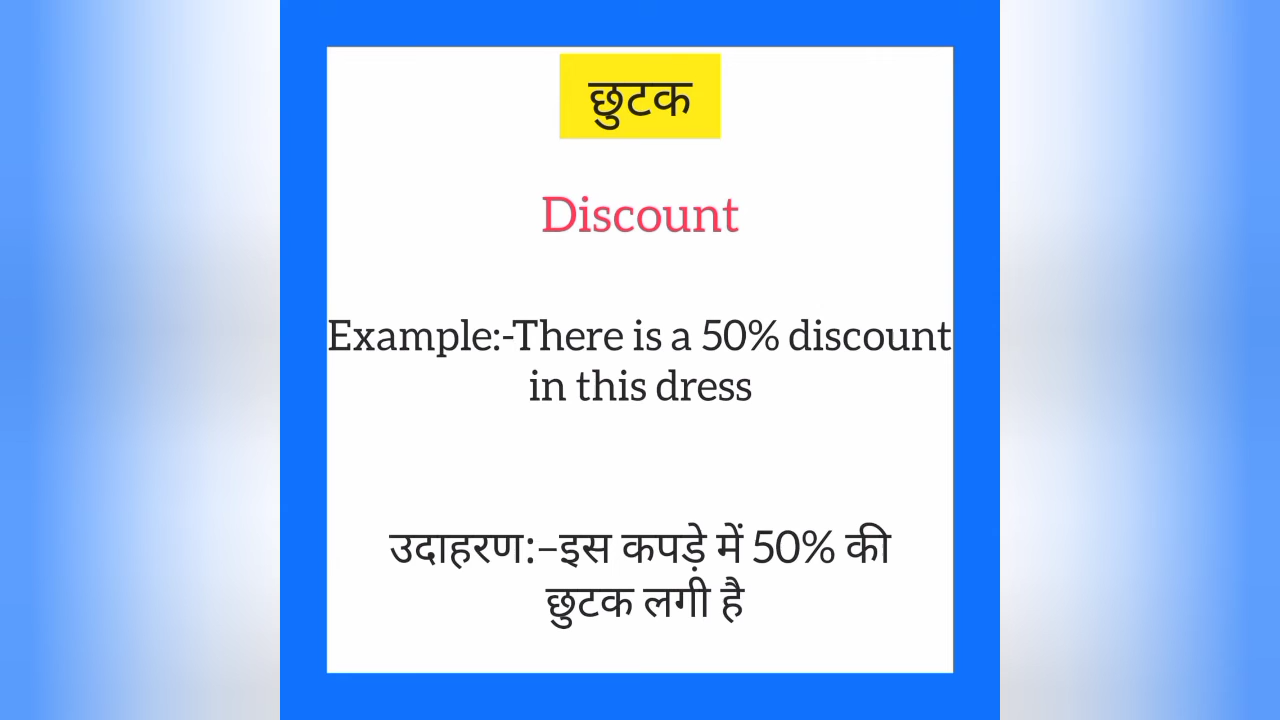 छुटक
Discount
Example:-There is a 50% discount
in this dress
उदाहरण:–इस कपड़े में 50% की
छुटक लगी है